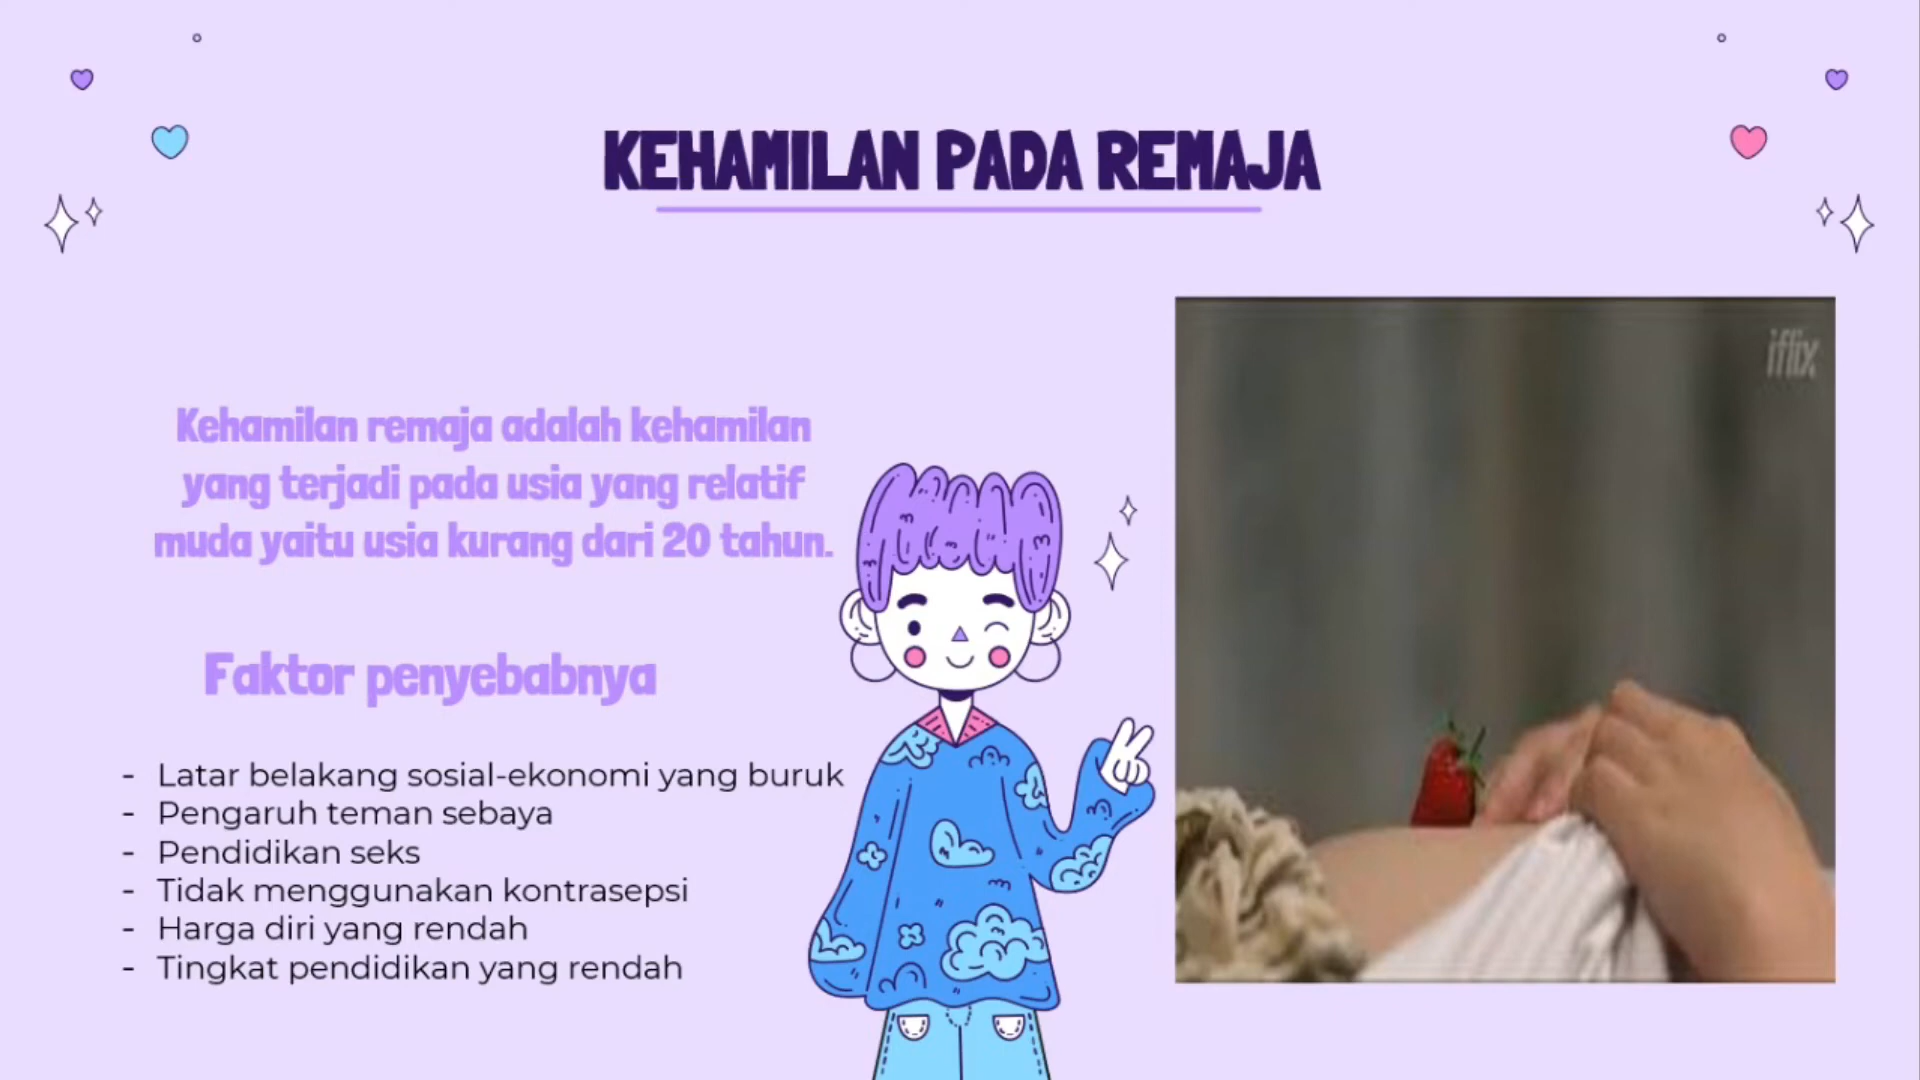 KEHAMILAN PADA REMAJA
Kehamilan remaja adalah kehamilan
yang terjadi pada usia yang relatif
muda yaitu usia kurang dari 20 tahun.
Faktor penyebabnya
- Latar belakang sosial-ekonomi yang buruk
- Pengaruh teman sebaya
- Pendidikan seks
- Tidak menggunakan kontrasepsi
- Harga diri yang rendah
- Tingkat pendidikan yang rendah
iflix